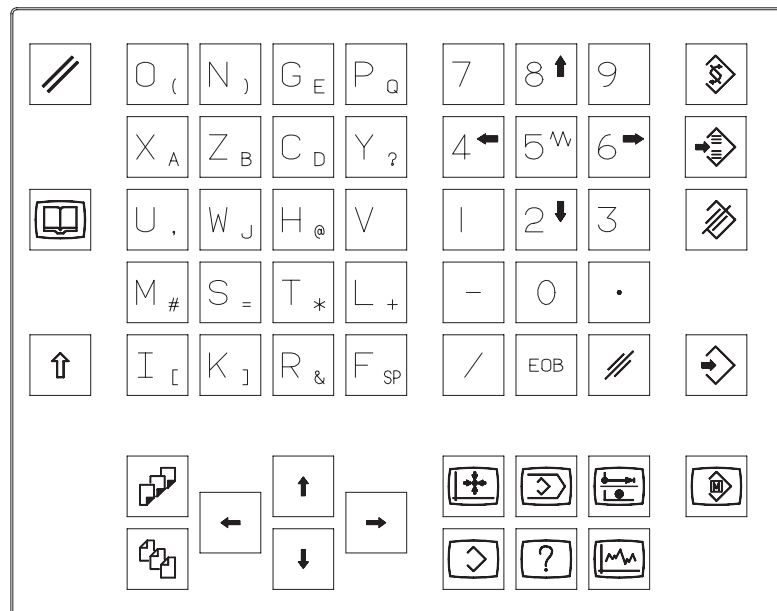 O ( N ) G E P Q 7 8 9
X A Z B C D Y ? 4 5 6
U , W J H @ V 1 2 3
M # S = T * L + - 0 .
I [ K ] R & F SP / EOB
M
?